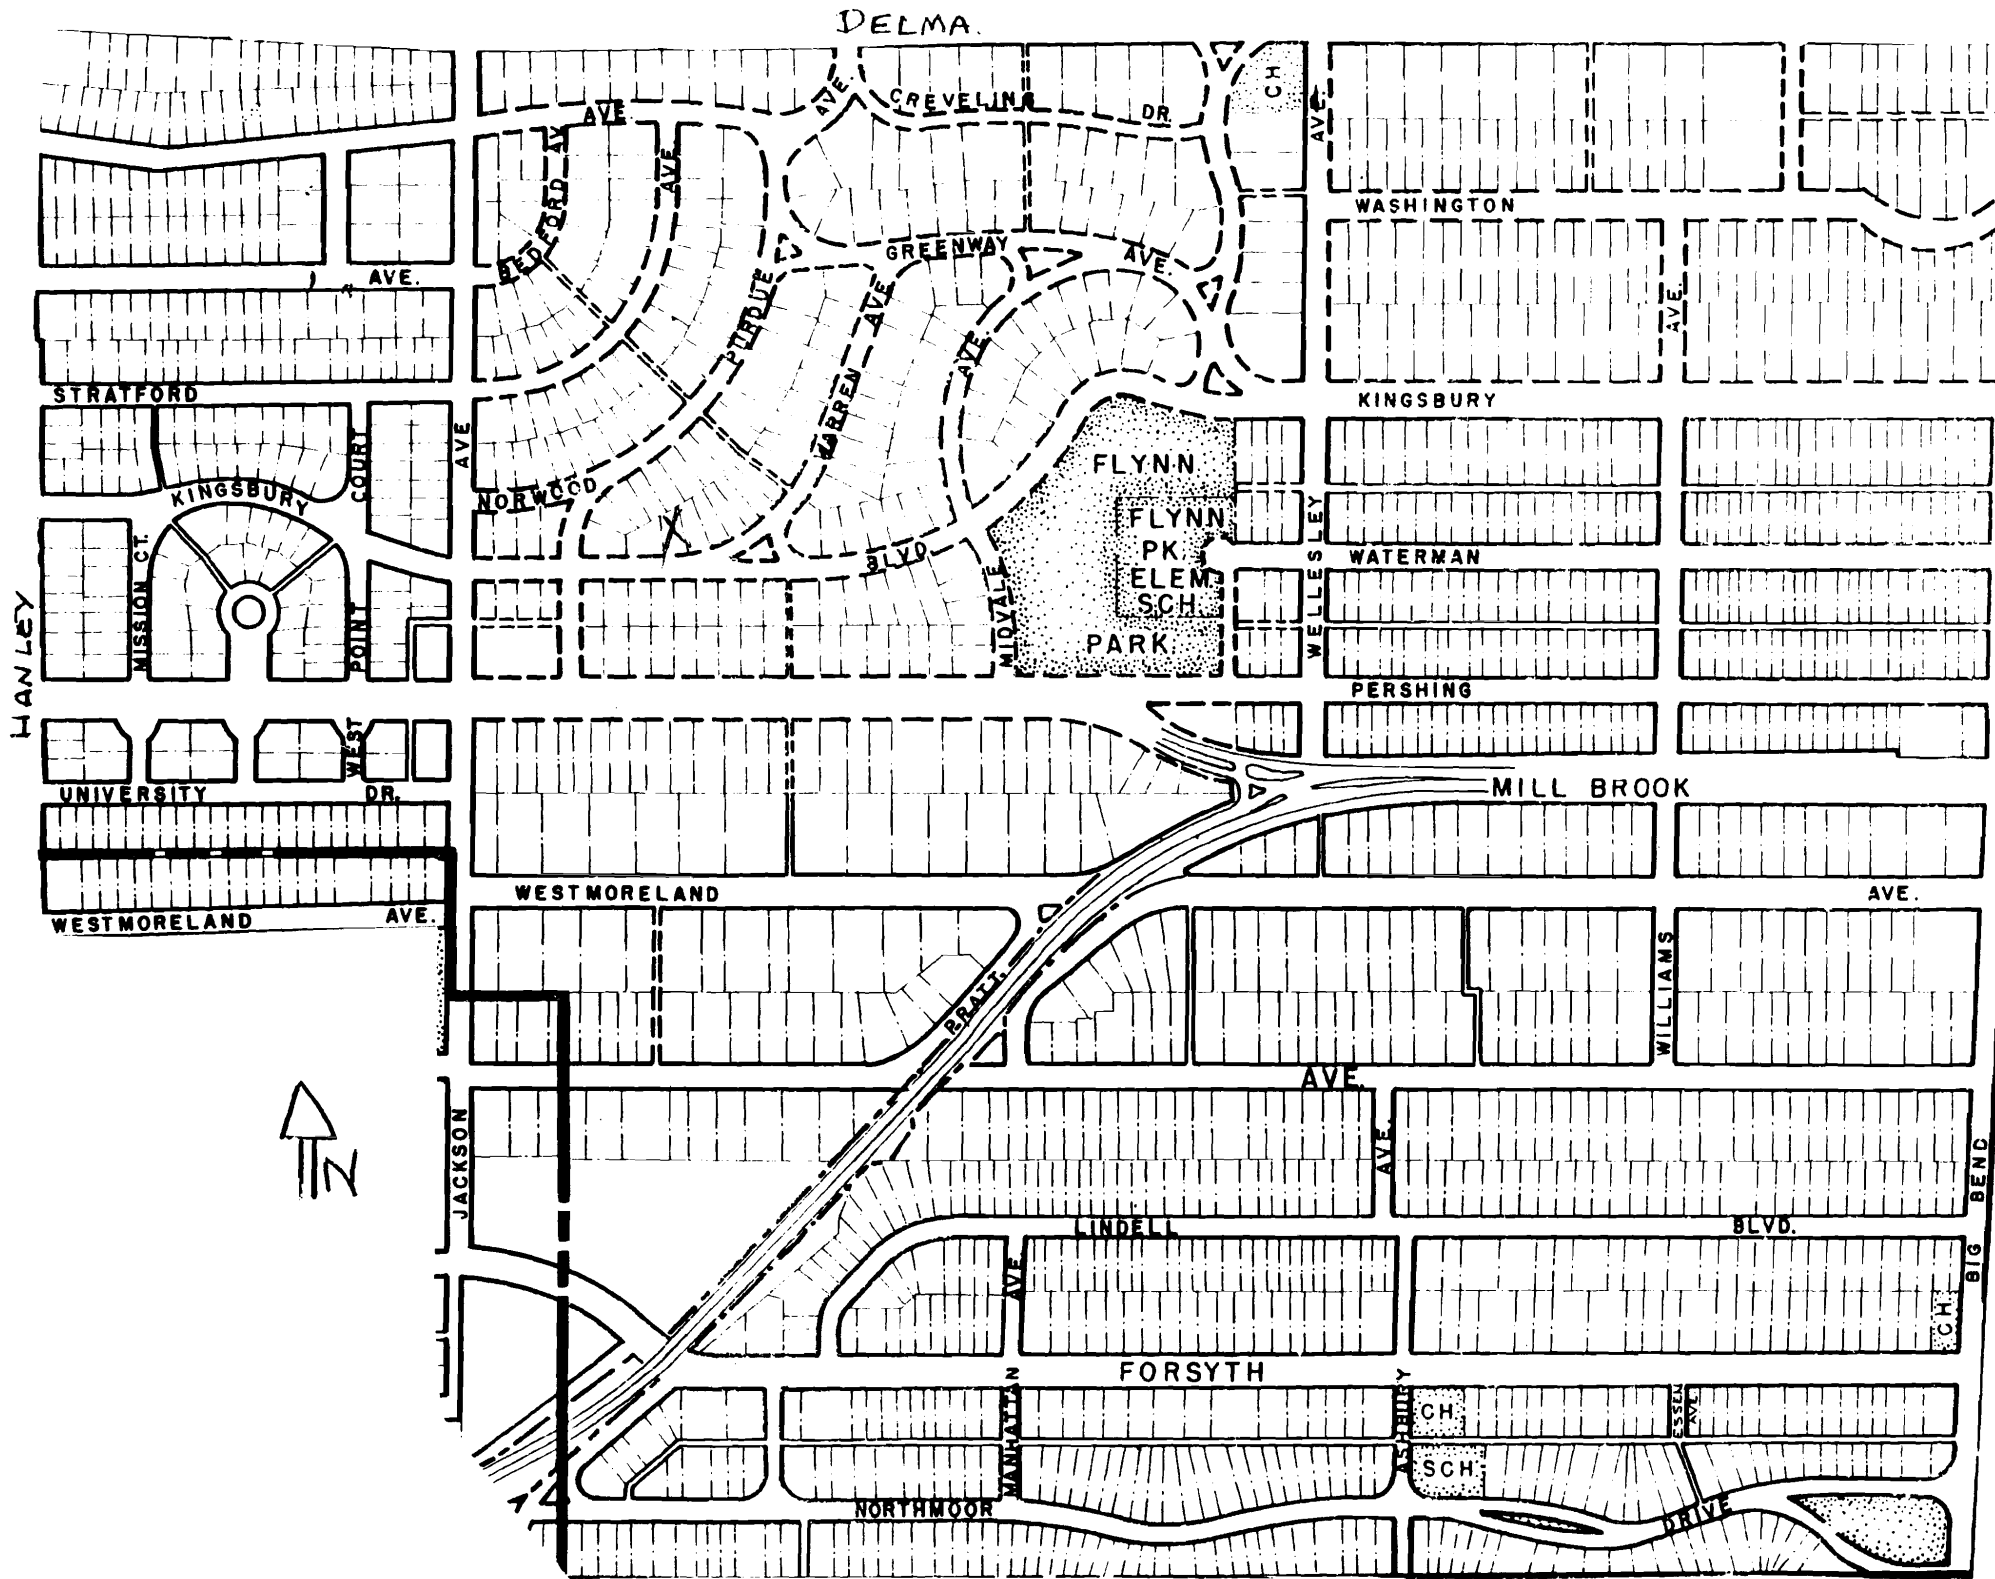 DELMA.
CH
CREVELING
DR.
AVE.
AVE.
AVE.
BEDFORD AV
AVE.
WASHINGTON
GREENWAY
AVE.
AVE.
PURDUE
WARREN AVE.
AVE.
AVE.
STRATFORD
KINGSBURY
AVE
COURT
KINGSBURY
NORWOOD
X
FLYNN
FLYNN
PK.
ELEM
SCH.
PARK
BLVD.
MIDVALE
WELLESLEY
WATERMAN
MISSION CT.
POINT
WEST
HANLEY
PERSHING
UNIVERSITY
DR.
MILL BROOK
WESTMORELAND
AVE.
WESTMORELAND
AVE.
PRATT.
WILLIAMS
AVE.
AVE.
N
JACKSON
BIG BEND
LINDELL
BLVD.
AVE
CH
FORSYTH
MANHATTAN
ASHBURY
CH
ESSEX
AVE
SCH.
NORTHMOOR
DRIVE